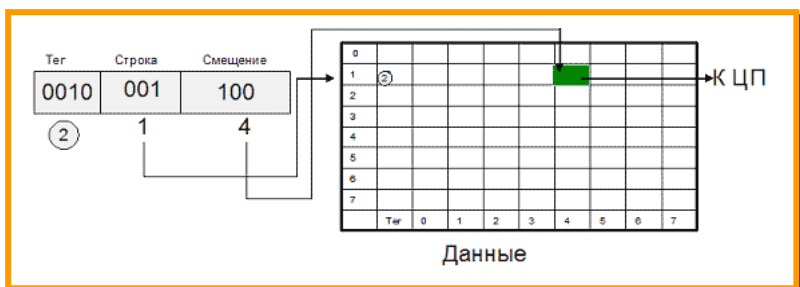 Тег Строка Смещение
0010 001 100
2 1 4
0
1 2
2
3
4
5
6
7
Тег 0 1 2 3 4 5 6 7
К ЦП
Данные